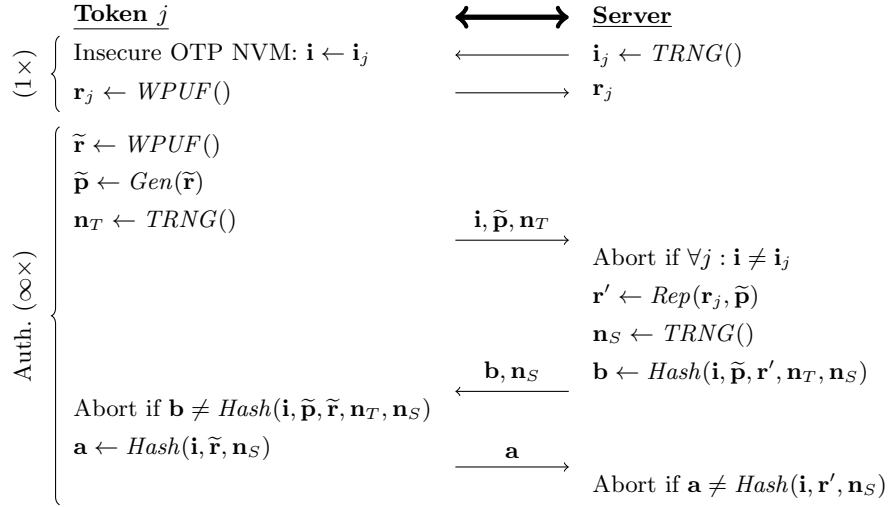 Token j Server
(1×)
Insecure OTP NVM: i ← i_j i_j ← TRNG()
r_j ← WPUF() r_j
Auth. (∞×)
r̃ ← WPUF()
p̃ ← Gen(r̃)
n_T ← TRNG() i, p̃, n_T
Abort if ∀j : i ≠ i_j
r′ ← Rep(r_j, p̃)
n_S ← TRNG()
b, n_S b ← Hash(i, p̃, r′, n_T, n_S)
Abort if b ≠ Hash(i, p̃, r̃, n_T, n_S)
a ← Hash(i, r̃, n_S) a
Abort if a ≠ Hash(i, r′, n_S)